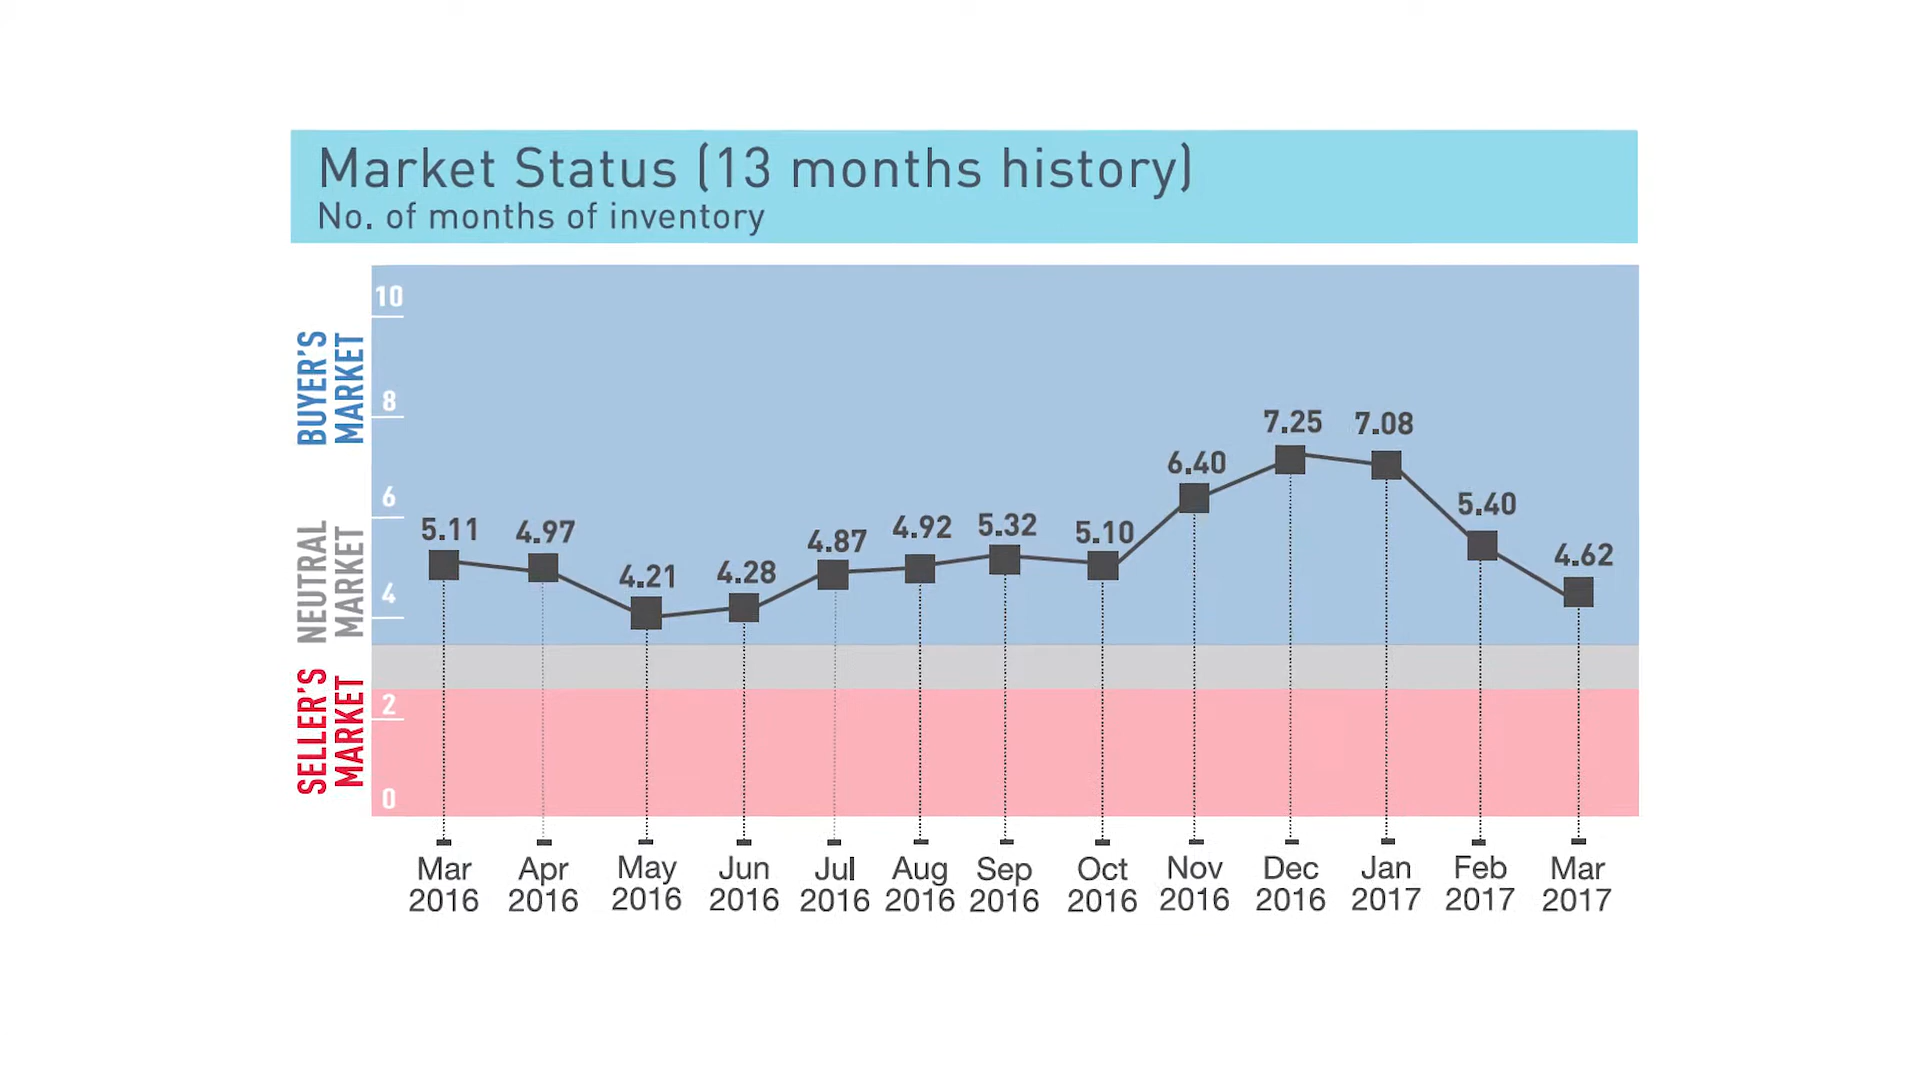 Market Status (13 months history)
No. of months of inventory
BUYER'S
MARKET
NEUTRAL
MARKET
SELLER'S
MARKET
10
8
6
4
2
0
5.11
4.97
4.21
4.28
4.87
4.92
5.32
5.10
6.40
7.25
7.08
5.40
4.62
Mar
2016
Apr
2016
May
2016
Jun
2016
Jul
2016
Aug
2016
Sep
2016
Oct
2016
Nov
2016
Dec
2016
Jan
2017
Feb
2017
Mar
2017